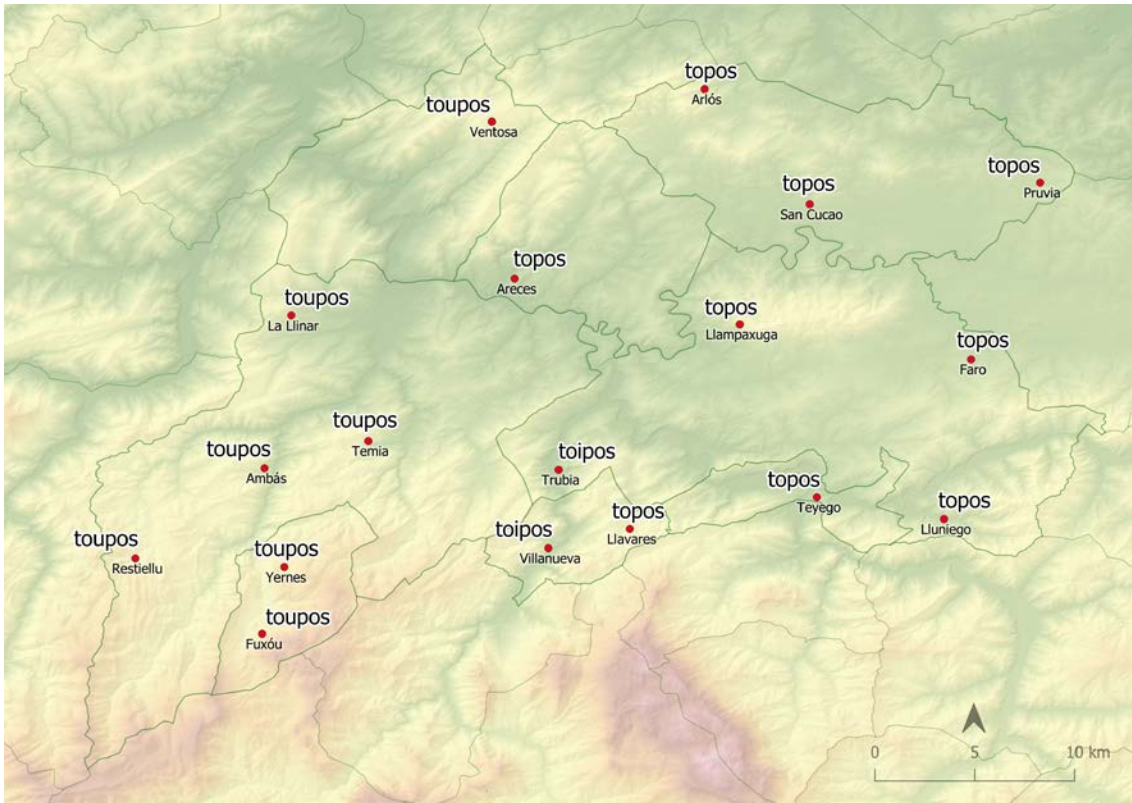 topos
Arlós
toupos
Ventosa
topos
Pruvia
topos
San Cucao
topos
Areces
toupos
La Llinar
topos
Llampaxuga
topos
Faro
toupos
Temia
toupos
Ambás
toipos
Trubia
topos
Teyego
topos
Lluniego
topos
Llavares
toipos
Villanueva
toupos
Restiellu
toupos
Yernes
toupos
Fuxóu
0 5 10 km